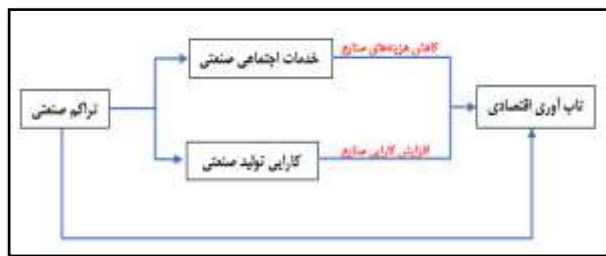 خدمات اجتماعی صنعتی
کاهش هزینه‌های صنایع
تراکم صنعتی
تاب آوری اقتصادی
کارایی تولید صنعتی
افزایش کارایی صنایع